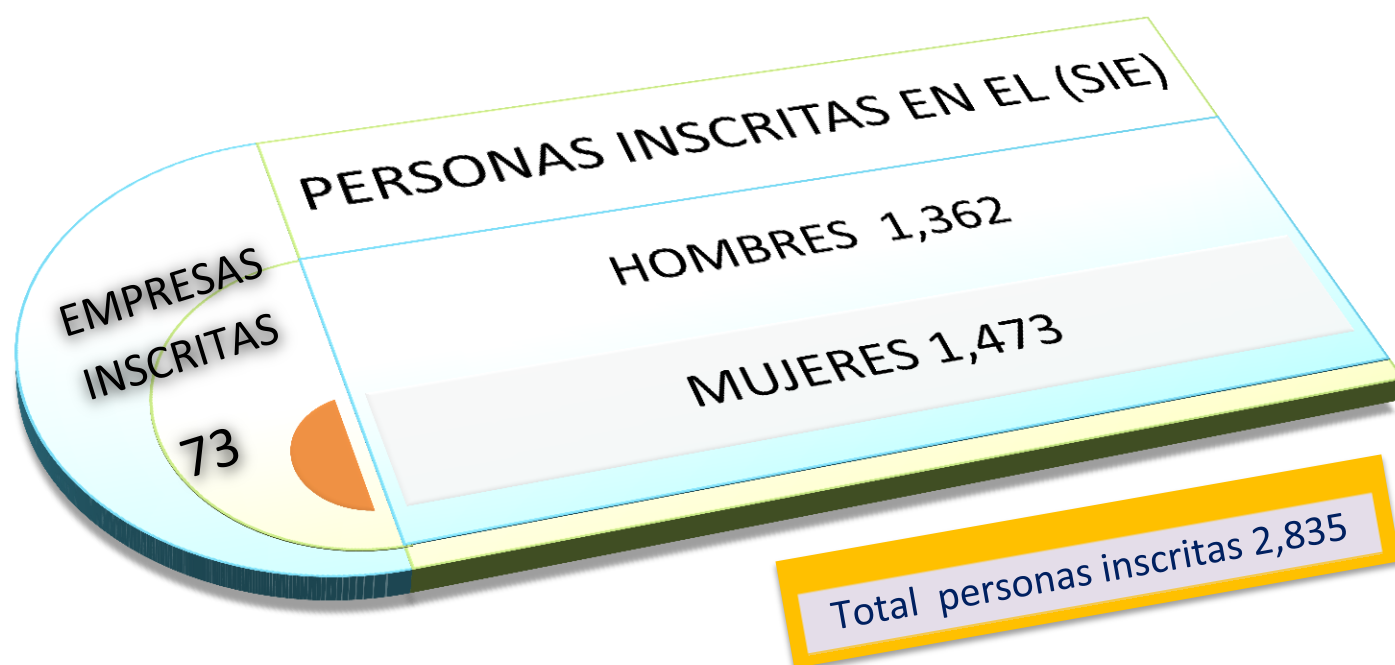 PERSONAS INSCRITAS EN EL (SIE)
EMPRESAS
INSCRITAS
73
HOMBRES 1,362
MUJERES 1,473
Total personas inscritas 2,835